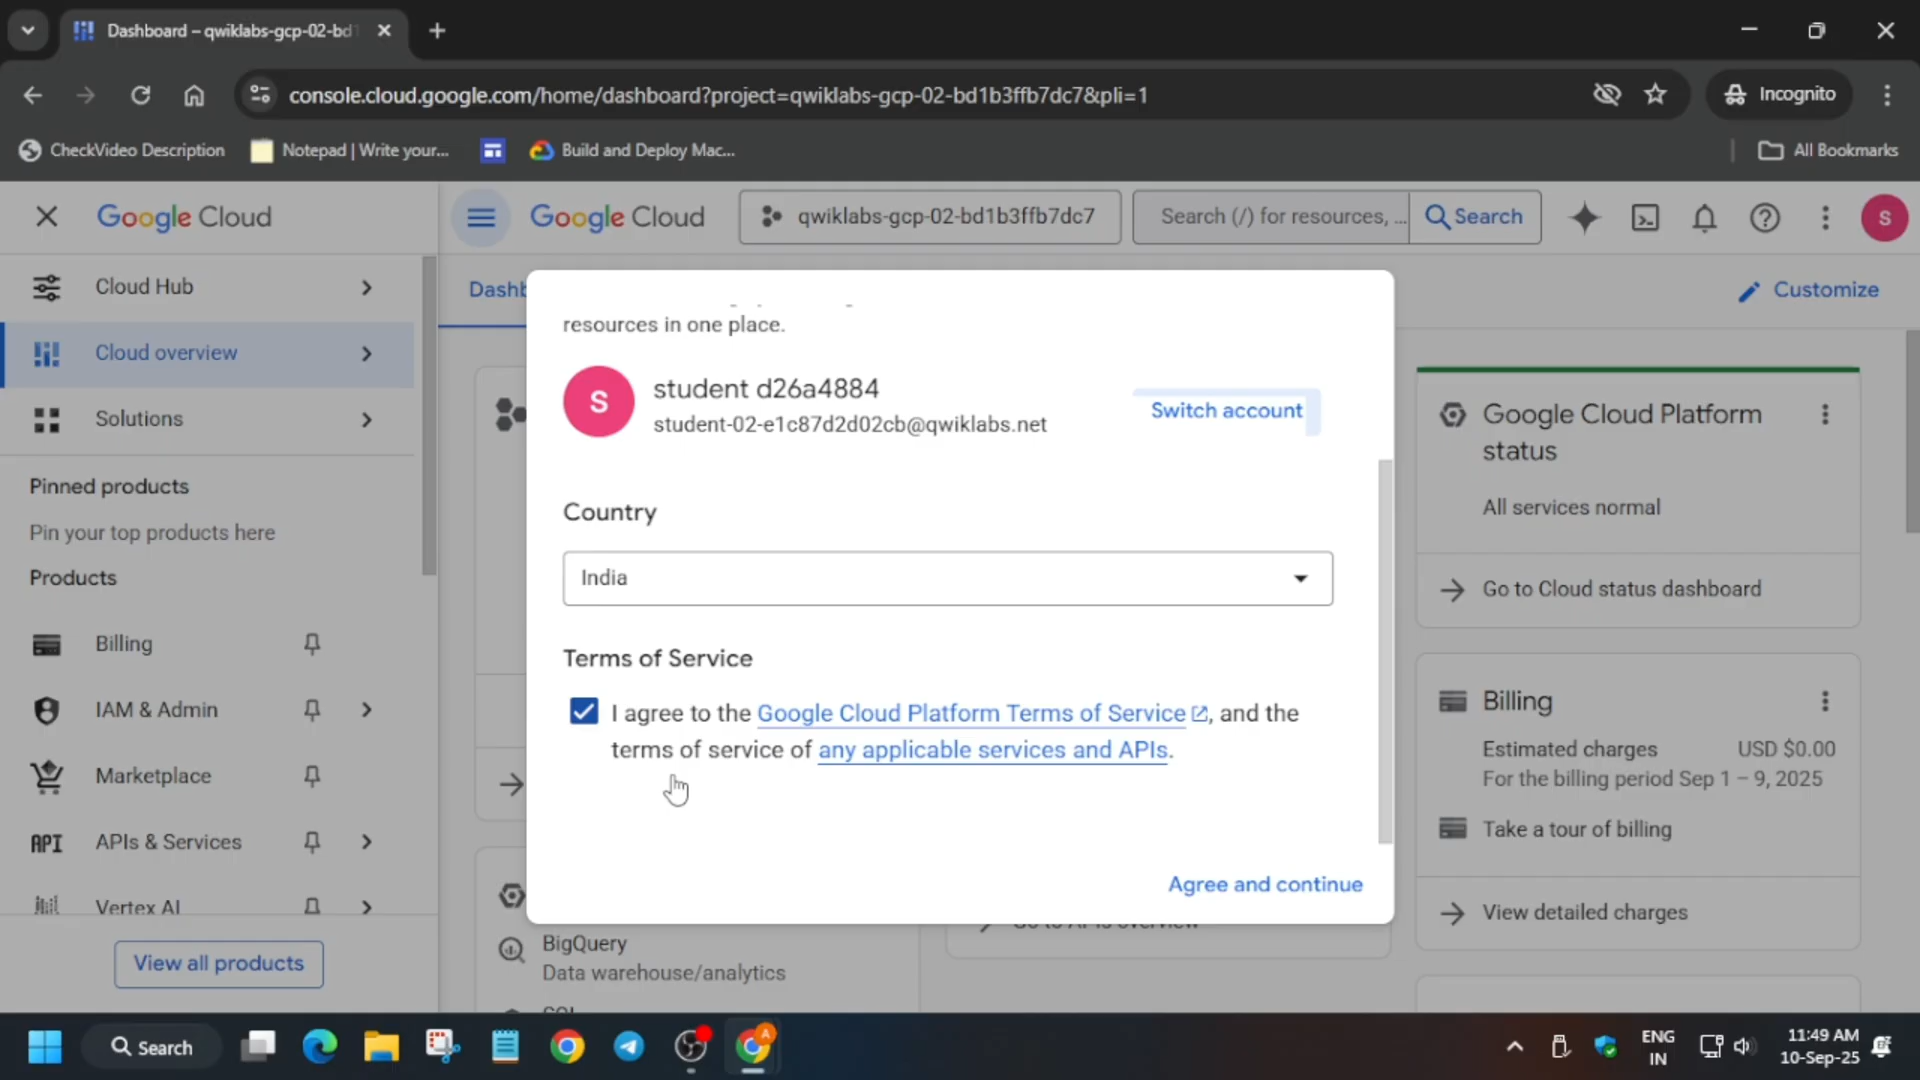 Dashboard – qwiklabs-gcp-02-bd1
console.cloud.google.com/home/dashboard?project=qwiklabs-gcp-02-bd1b3ffb7dc7&pli=1
Incognito
CheckVideo Description
Notepad | Write your...
Build and Deploy Mac...
All Bookmarks
Google Cloud
Google Cloud
qwiklabs-gcp-02-bd1b3ffb7dc7
Search (/) for resources, ...
Search
S
Cloud Hub
Cloud overview
Solutions
Pinned products
Pin your top products here
Products
Billing
IAM & Admin
Marketplace
API
APIs & Services
Vertex AI
View all products
Dashb
Customize
resources in one place.
S
student d26a4884
student-02-e1c87d2d02cb@qwiklabs.net
Switch account
Country
India
Terms of Service
I agree to the Google Cloud Platform Terms of Service, and the
terms of service of any applicable services and APIs.
Agree and continue
BigQuery
Data warehouse/analytics
Google Cloud Platform
status
All services normal
Go to Cloud status dashboard
Billing
Estimated charges USD $0.00
For the billing period Sep 1 – 9, 2025
Take a tour of billing
View detailed charges
Search
A
ENG
IN
11:49 AM
10-Sep-25